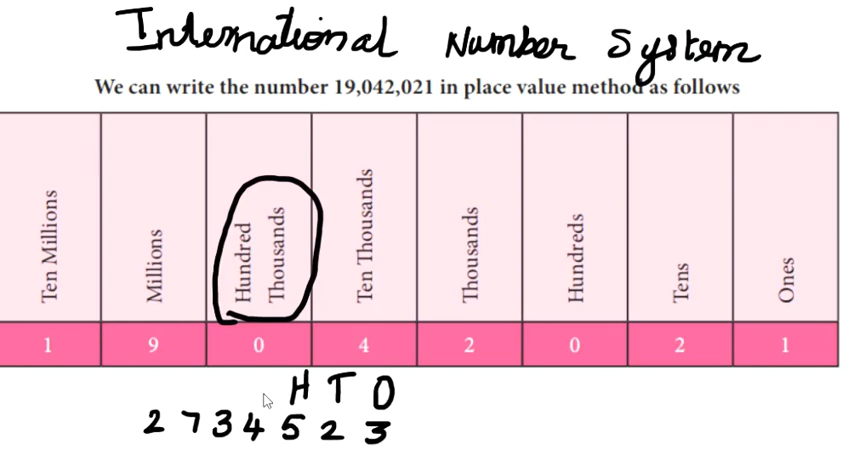 International Number System
We can write the number 19,042,021 in place value method as follows
Ten Millions Millions Hundred Thousands Ten Thousands Thousands Hundreds Tens Ones
1 9 0 4 2 0 2 1
H T O
2 7 3 4 5 2 3